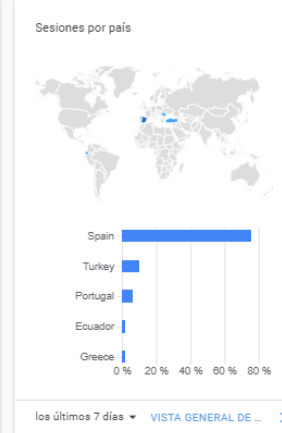 Sesiones por país
Spain
Turkey
Portugal
Ecuador
Greece
0 % 20 % 40 % 60 % 80 %
los últimos 7 días VISTA GENERAL DE ...